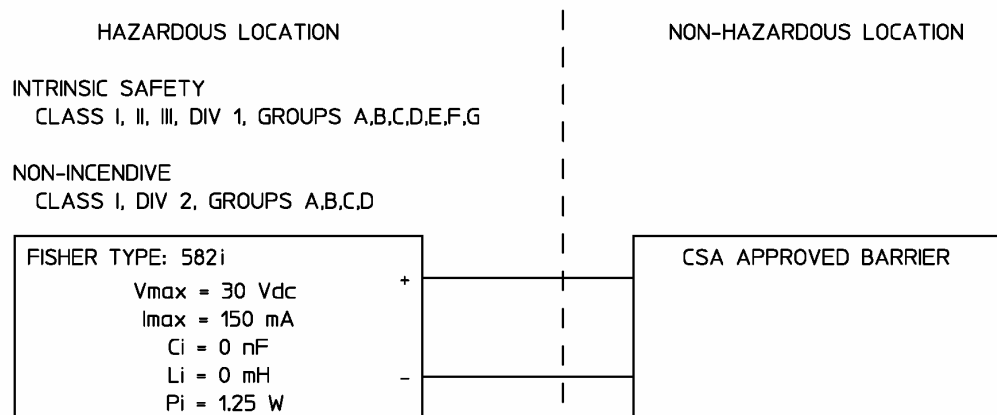 HAZARDOUS LOCATION
NON-HAZARDOUS LOCATION
INTRINSIC SAFETY
CLASS I, II, III, DIV 1, GROUPS A,B,C,D,E,F,G
NON-INCENDIVE
CLASS I, DIV 2, GROUPS A,B,C,D
FISHER TYPE: 582i
Vmax = 30 Vdc
Imax = 150 mA
Ci = 0 nF
Li = 0 mH
Pi = 1.25 W
+
-
CSA APPROVED BARRIER